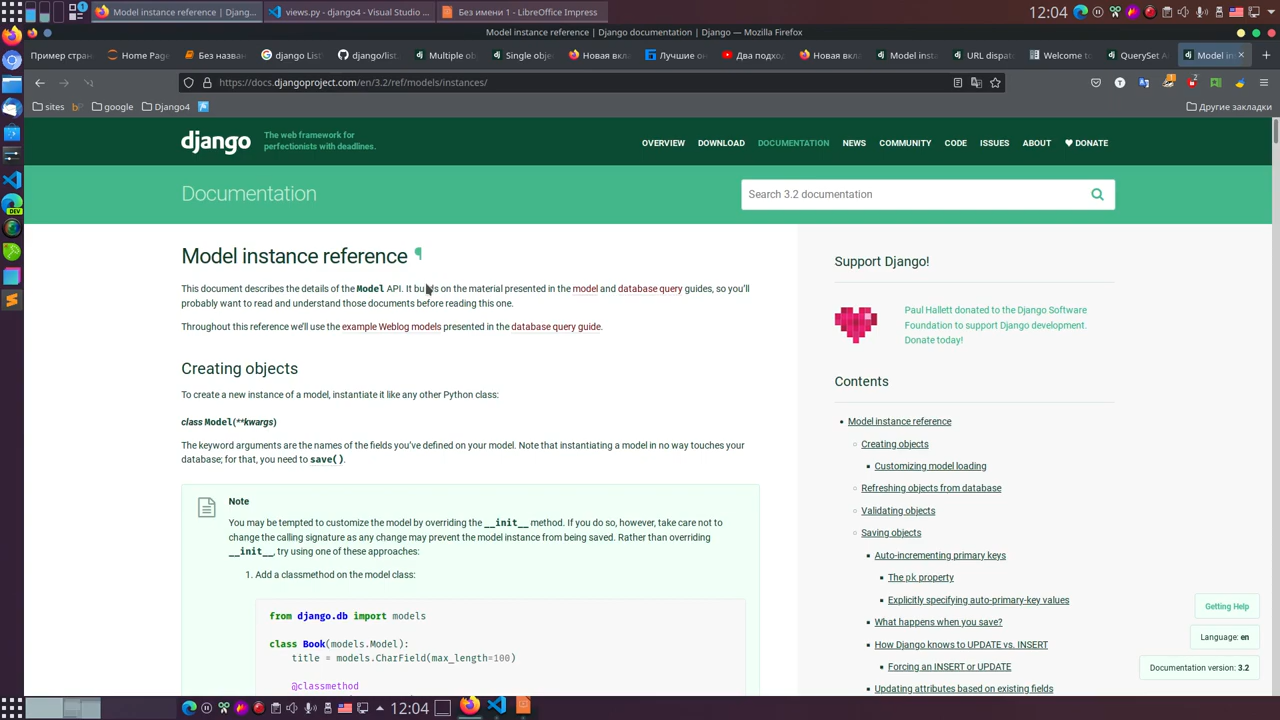 Model instance reference | Djang...
views.py - django4 - Visual Studio ...
Без имени 1 - LibreOffice Impress
12:04
Model instance reference | Django documentation | Django — Mozilla Firefox
Пример стран
Home Page
Без назван
django List
django/list.
Multiple ob
Single obje
Новая вкл
Лучшие он
Два подход
Новая вкл
Model insta
URL dispatc
Welcome to
QuerySet A
Model in
https://docs.djangoproject.com/en/3.2/ref/models/instances/
sites
google
Django4
Другие закладки
django
The web framework for
perfectionists with deadlines.
OVERVIEW
DOWNLOAD
DOCUMENTATION
NEWS
COMMUNITY
CODE
ISSUES
ABOUT
♥ DONATE
Documentation
Search 3.2 documentation
DEV
Model instance reference ¶
This document describes the details of the Model API. It builds on the material presented in the model and database query guides, so you’ll
probably want to read and understand those documents before reading this one.
Throughout this reference we’ll use the example Weblog models presented in the database query guide.
Creating objects
To create a new instance of a model, instantiate it like any other Python class:
class Model(**kwargs)
The keyword arguments are the names of the fields you’ve defined on your model. Note that instantiating a model in no way touches your
database; for that, you need to save().
Note
You may be tempted to customize the model by overriding the __init__ method. If you do so, however, take care not to
change the calling signature as any change may prevent the model instance from being saved. Rather than overriding
__init__, try using one of these approaches:
1. Add a classmethod on the model class:
from django.db import models
class Book(models.Model):
title = models.CharField(max_length=100)
@classmethod
Support Django!
Paul Hallett donated to the Django Software
Foundation to support Django development.
Donate today!
Contents
Model instance reference
Creating objects
Customizing model loading
Refreshing objects from database
Validating objects
Saving objects
Auto-incrementing primary keys
The pk property
Explicitly specifying auto-primary-key values
What happens when you save?
How Django knows to UPDATE vs. INSERT
Forcing an INSERT or UPDATE
Updating attributes based on existing fields
Getting Help
Language: en
Documentation version: 3.2
12:04